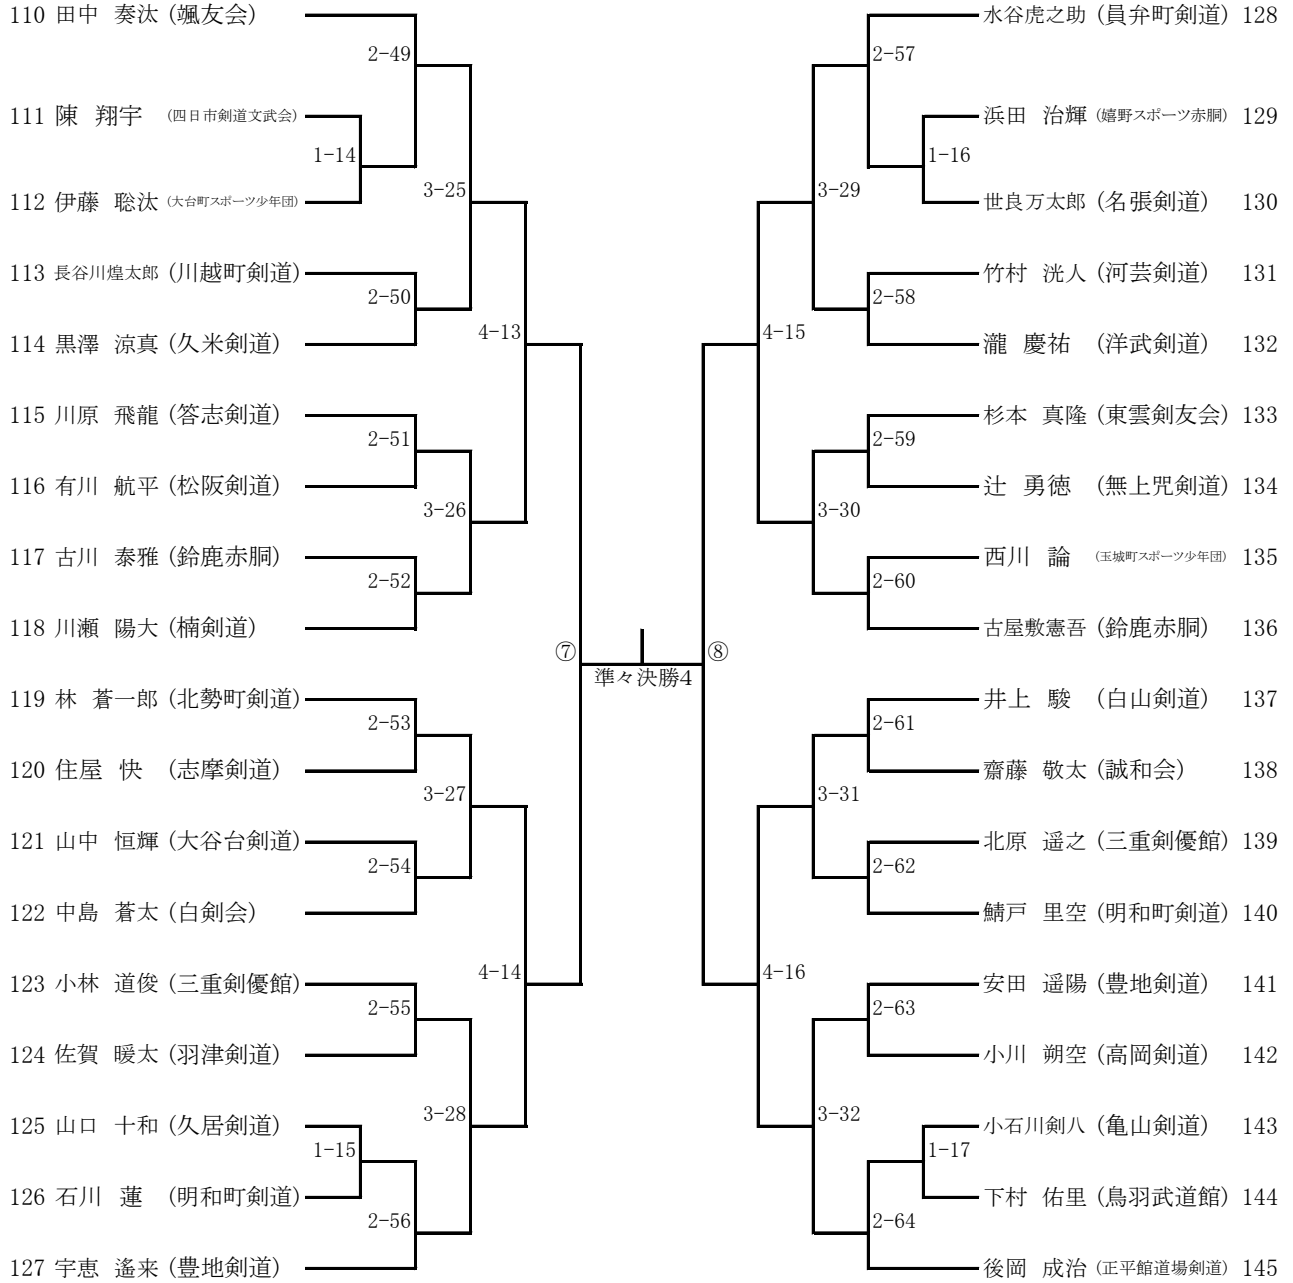 110 田中 奏汰 (颯友会)
2-49
111 陳 翔宇 (四日市剣道文武会)
1-14
112 伊藤 聡汰 (大台町スポーツ少年団)
3-25
113 長谷川煌太郎 (川越町剣道)
2-50
114 黒澤 涼真 (久米剣道)
4-13
115 川原 飛龍 (答志剣道)
2-51
116 有川 航平 (松阪剣道)
3-26
117 古川 泰雅 (鈴鹿赤胴)
2-52
118 川瀬 陽大 (楠剣道)
⑦
119 林 蒼一郎 (北勢町剣道)
2-53
120 住屋 快 (志摩剣道)
3-27
121 山中 恒輝 (大谷台剣道)
2-54
122 中島 蒼太 (白剣会)
4-14
123 小林 道俊 (三重剣優館)
2-55
124 佐賀 暖太 (羽津剣道)
3-28
125 山口 十和 (久居剣道)
1-15
126 石川 蓮 (明和町剣道)
2-56
127 宇恵 遙来 (豊地剣道)
準々決勝4
水谷虎之助 (員弁町剣道) 128
2-57
浜田 治輝 (嬉野スポーツ赤胴) 129
1-16
世良万太郎 (名張剣道) 130
3-29
竹村 洸人 (河芸剣道) 131
2-58
瀧 慶祐 (洋武剣道) 132
4-15
杉本 真隆 (東雲剣友会) 133
2-59
辻 勇徳 (無上咒剣道) 134
3-30
西川 論 (玉城町スポーツ少年団) 135
2-60
古屋敷憲吾 (鈴鹿赤胴) 136
⑧
井上 駿 (白山剣道) 137
2-61
齋藤 敬太 (誠和会) 138
3-31
北原 遥之 (三重剣優館) 139
2-62
鯖戸 里空 (明和町剣道) 140
4-16
安田 遥陽 (豊地剣道) 141
2-63
小川 朔空 (高岡剣道) 142
3-32
小石川剣八 (亀山剣道) 143
1-17
下村 佑里 (鳥羽武道館) 144
2-64
後岡 成治 (正平館道場剣道) 145